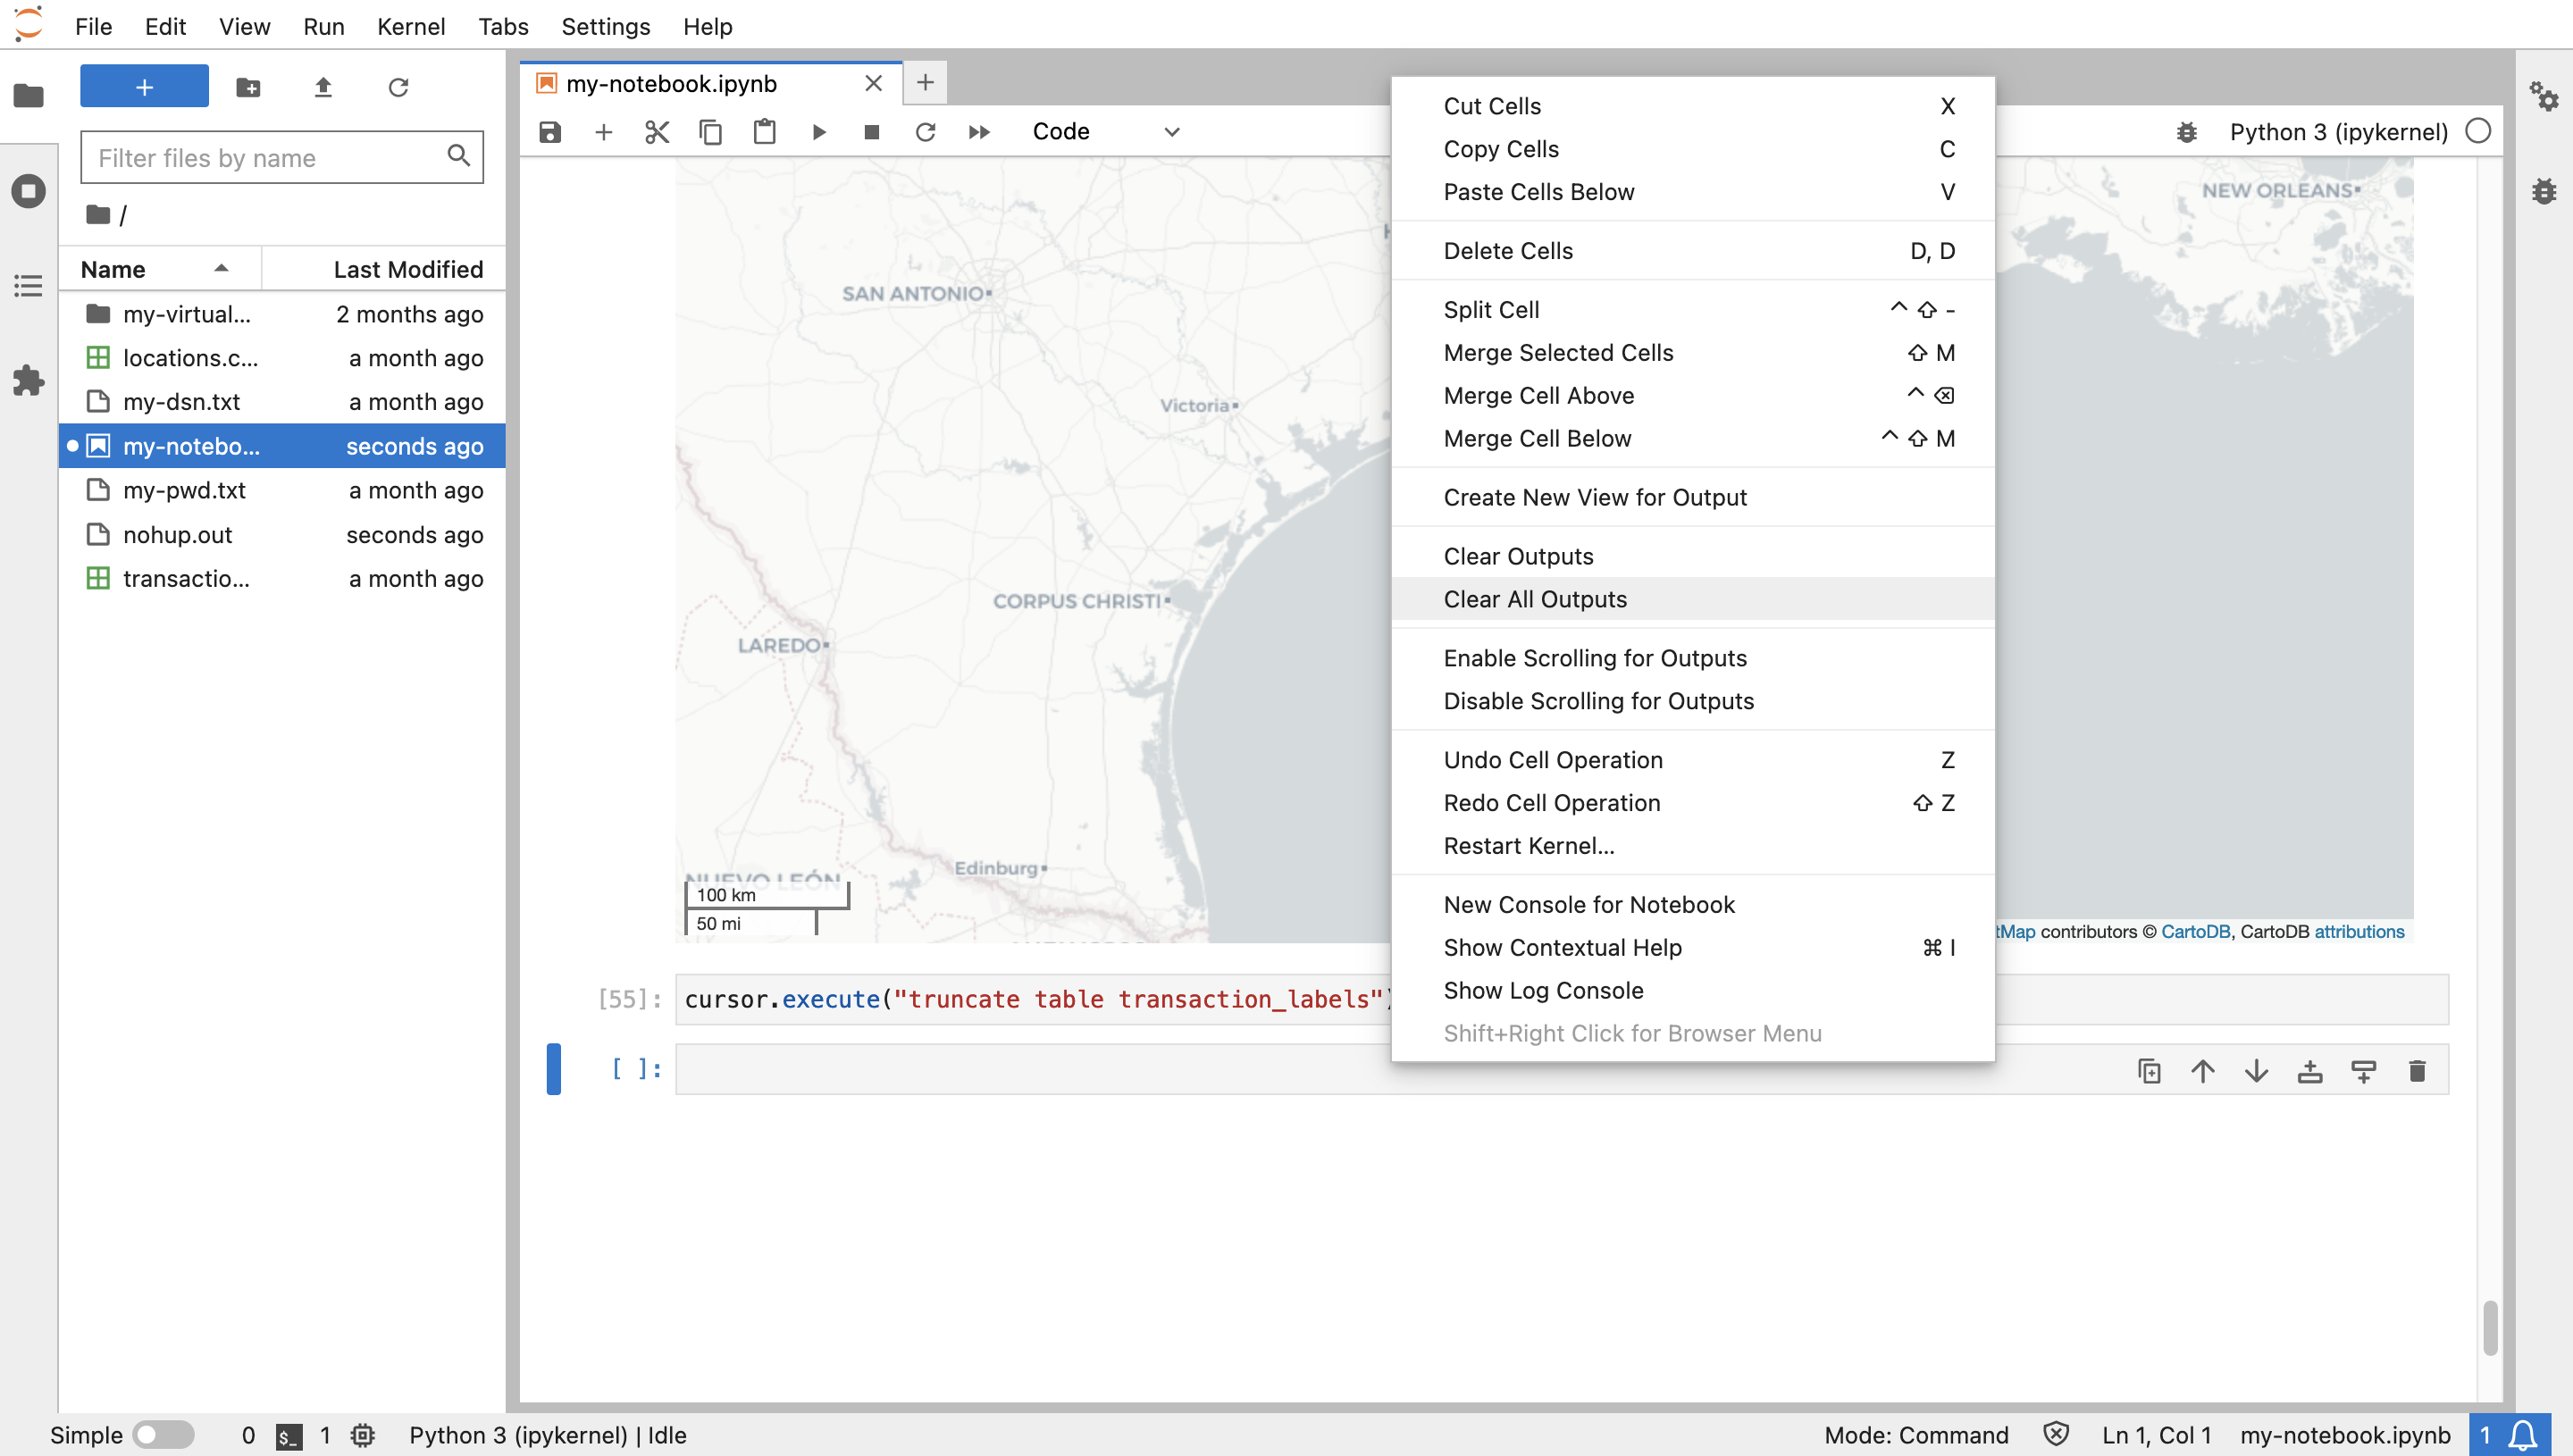 File Edit View Run Kernel Tabs Settings Help
my-notebook.ipynb
Filter files by name
/
Name Last Modified
my-virtual... 2 months ago
locations.c... a month ago
my-dsn.txt a month ago
my-notebo... seconds ago
my-pwd.txt a month ago
nohup.out seconds ago
transactio... a month ago
Code
Python 3 (ipykernel)
NEW ORLEANS
SAN ANTONIO
Victoria
CORPUS CHRISTI
LAREDO
Edinburg
NUEVO LEÓN
100 km
50 mi
tMap contributors © CartoDB, CartoDB attributions
Cut Cells X
Copy Cells C
Paste Cells Below V
Delete Cells D, D
Split Cell ^ ⇧ -
Merge Selected Cells ⇧ M
Merge Cell Above ^ ⌫
Merge Cell Below ^ ⇧ M
Create New View for Output
Clear Outputs
Clear All Outputs
Enable Scrolling for Outputs
Disable Scrolling for Outputs
Undo Cell Operation Z
Redo Cell Operation ⇧ Z
Restart Kernel...
New Console for Notebook
Show Contextual Help ⌘ I
Show Log Console
Shift+Right Click for Browser Menu
[55]: cursor.execute("truncate table transaction_labels")
[ ]:
Simple 0 $_ 1 Python 3 (ipykernel) | Idle
Mode: Command Ln 1, Col 1 my-notebook.ipynb 1